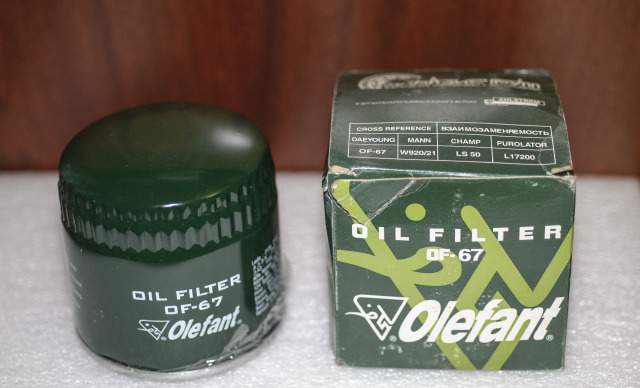 OIL FILTER
OF-67
Olefant®
CROSS REFERENCE ВЗАИМОЗАМЕНЯЕМОСТЬ
DAEYOUNG MANN CHAMP PUROLATOR
OF-67 W920/21 LS 50 L17200
OIL FILTER
OF-67
Olefant®